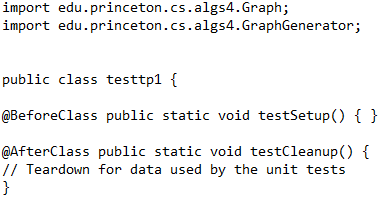 import edu.princeton.cs.algs4.Graph;
import edu.princeton.cs.algs4.GraphGenerator;
public class testtp1 {
@BeforeClass public static void testSetup() { }
@AfterClass public static void testCleanup() {
// Teardown for data used by the unit tests
}